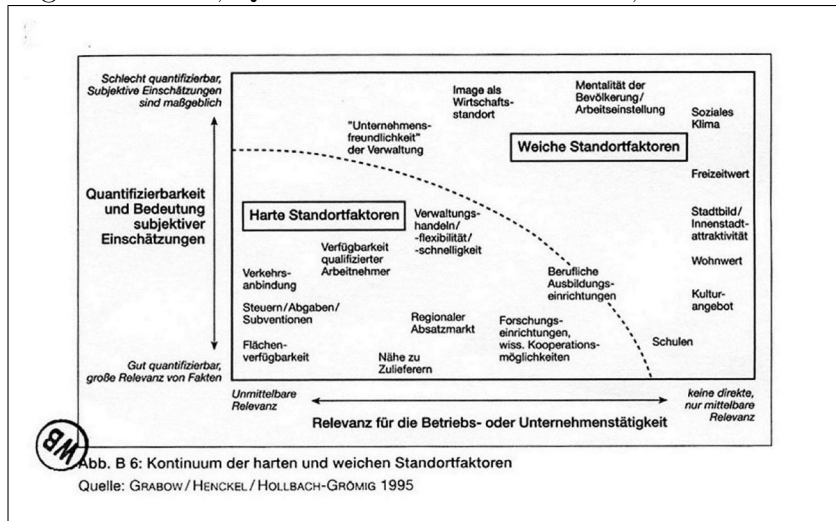 Schlecht quantifizierbar,
Subjektive Einschätzungen
sind maßgeblich
Image als
Wirtschafts-
standort
Mentalität der
Bevölkerung/
Arbeitseinstellung
Soziales
Klima
"Unternehmens-
freundlichkeit"
der Verwaltung
Weiche Standortfaktoren
Freizeitwert
Quantifizierbarkeit
und Bedeutung
subjektiver
Einschätzungen
Harte Standortfaktoren
Verwaltungs-
handeln/
-flexibilität/
-schnelligkeit
Stadtbild/
Innenstadt-
attraktivität
Verfügbarkeit
qualifizierter
Arbeitnehmer
Wohnwert
Verkehrs-
anbindung
Berufliche
Ausbildungs-
einrichtungen
Kultur-
angebot
Steuern/Abgaben/
Subventionen
Regionaler
Absatzmarkt
Forschungs-
einrichtungen,
wiss. Kooperations-
möglichkeiten
Schulen
Flächen-
verfügbarkeit
Nähe zu
Zulieferern
Gut quantifizierbar,
große Relevanz von Fakten
Unmittelbare
Relevanz
keine direkte,
nur mittelbare
Relevanz
Relevanz für die Betriebs- oder Unternehmenstätigkeit
WB
Abb. B 6: Kontinuum der harten und weichen Standortfaktoren
Quelle: GRABOW/HENCKEL/HOLLBACH-GRÖMIG 1995